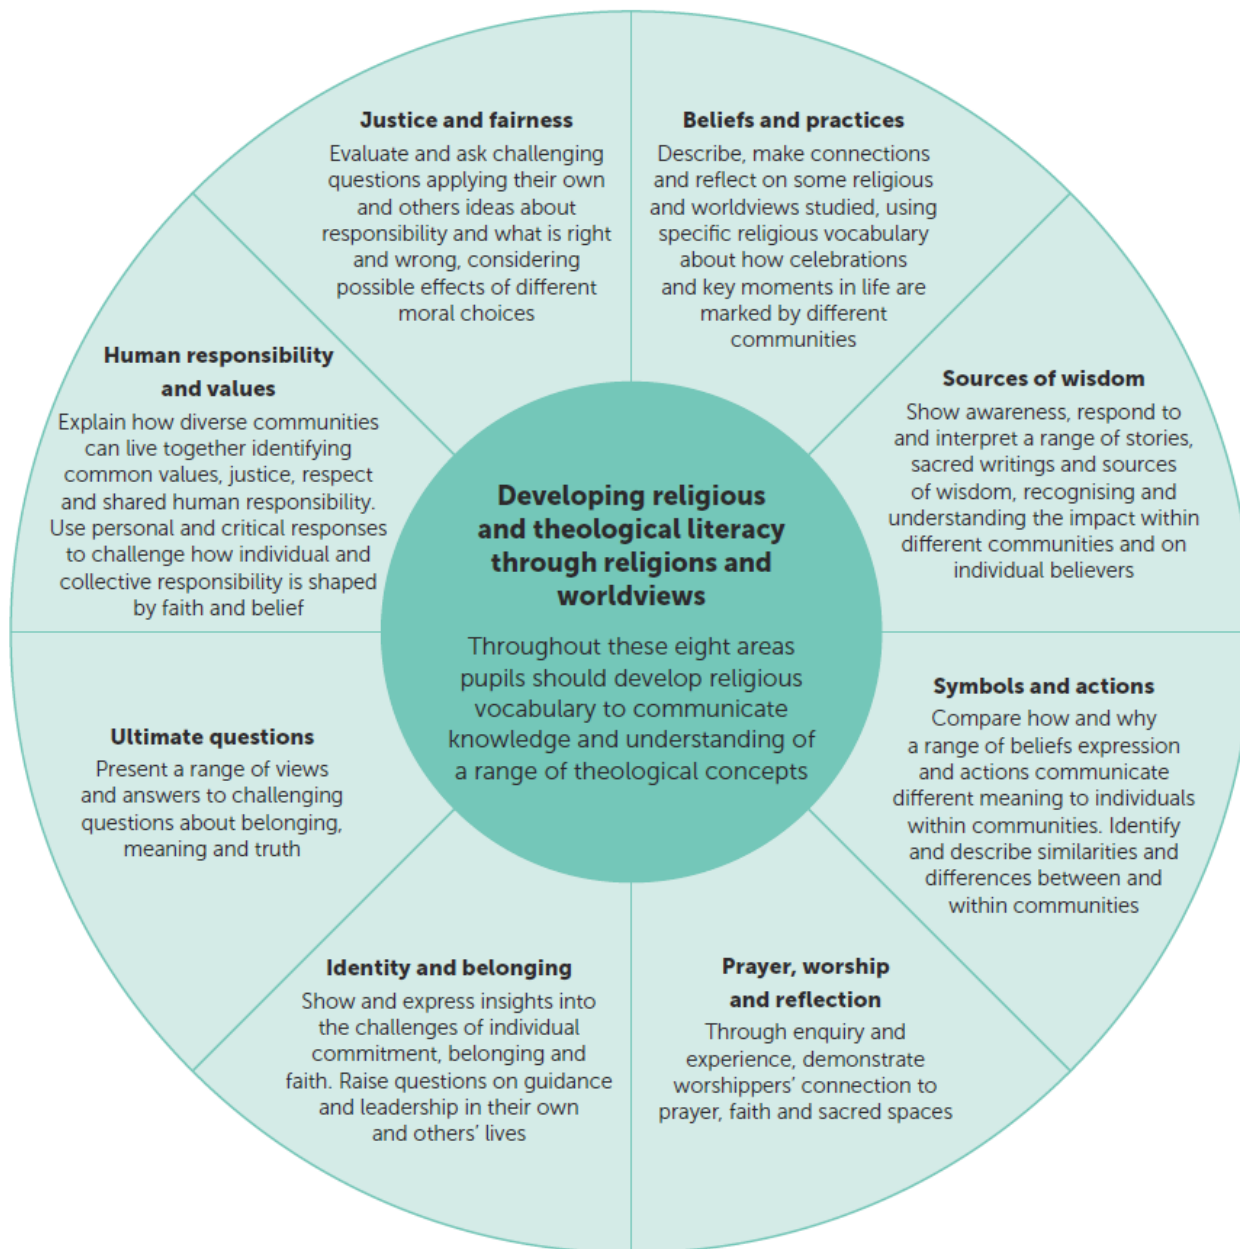 Justice and fairness
Evaluate and ask challenging
questions applying their own
and others ideas about
responsibility and what is right
and wrong, considering
possible effects of different
moral choices
Beliefs and practices
Describe, make connections
and reflect on some religious
and worldviews studied, using
specific religious vocabulary
about how celebrations
and key moments in life are
marked by different
communities
Sources of wisdom
Show awareness, respond to
and interpret a range of stories,
sacred writings and sources
of wisdom, recognising and
understanding the impact within
different communities and on
individual believers
Symbols and actions
Compare how and why
a range of beliefs expression
and actions communicate
different meaning to individuals
within communities. Identify
and describe similarities and
differences between and
within communities
Prayer, worship
and reflection
Through enquiry and
experience, demonstrate
worshippers’ connection to
prayer, faith and sacred spaces
Identity and belonging
Show and express insights into
the challenges of individual
commitment, belonging and
faith. Raise questions on guidance
and leadership in their own
and others’ lives
Ultimate questions
Present a range of views
and answers to challenging
questions about belonging,
meaning and truth
Human responsibility
and values
Explain how diverse communities
can live together identifying
common values, justice, respect
and shared human responsibility.
Use personal and critical responses
to challenge how individual and
collective responsibility is shaped
by faith and belief
Developing religious
and theological literacy
through religions and
worldviews
Throughout these eight areas
pupils should develop religious
vocabulary to communicate
knowledge and understanding of
a range of theological concepts